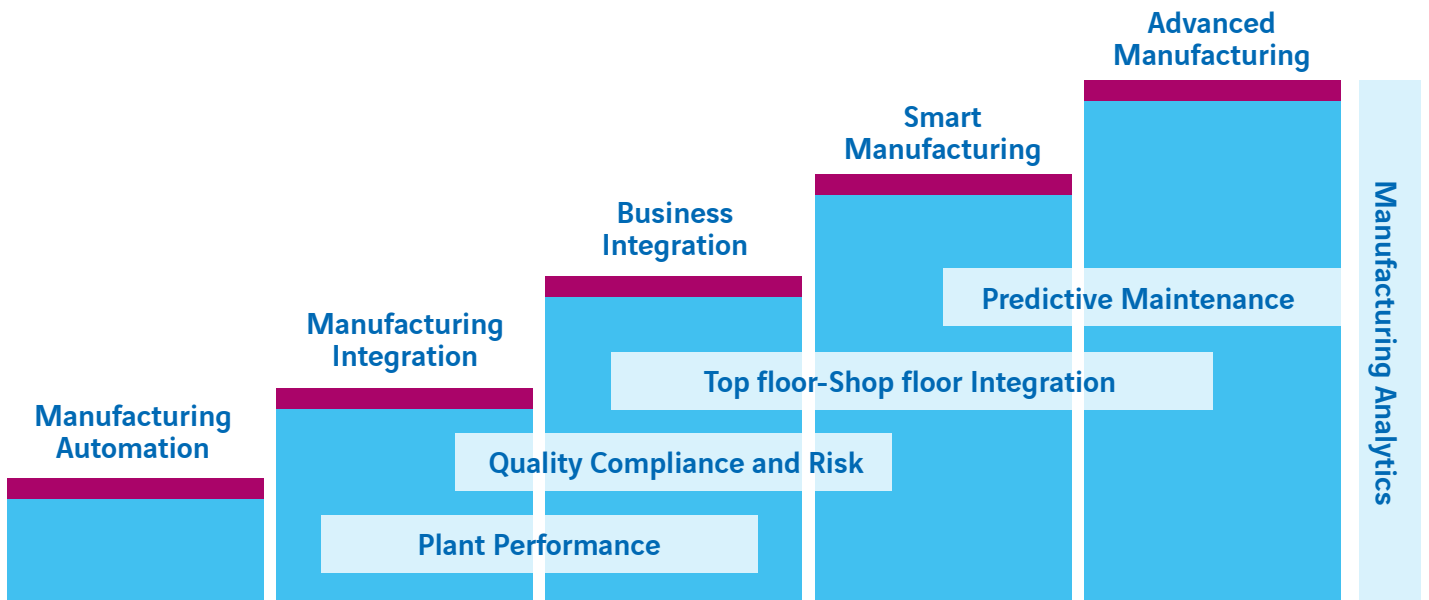 Advanced
Manufacturing
Smart
Manufacturing
Business
Integration
Manufacturing
Integration
Manufacturing
Automation
Predictive Maintenance
Top floor-Shop floor Integration
Quality Compliance and Risk
Plant Performance
Manufacturing Analytics